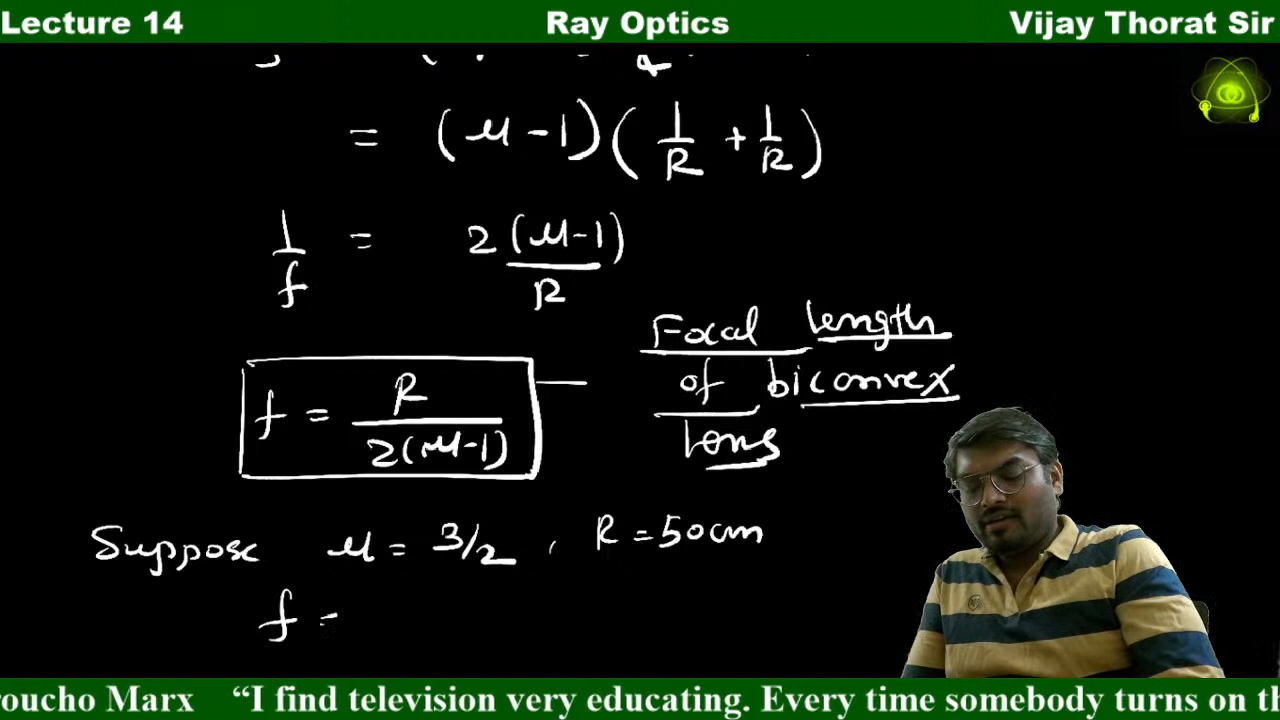 Lecture 14 Ray Optics Vijay Thorat Sir
= (μ-1)(1/R + 1/R)
1/f = 2(μ-1)/R
f = R/2(μ-1) — Focal length
of biconvex
lens
Suppose μ = 3/2 , R = 50cm
f =
roucho Marx “I find television very educating. Every time somebody turns on th